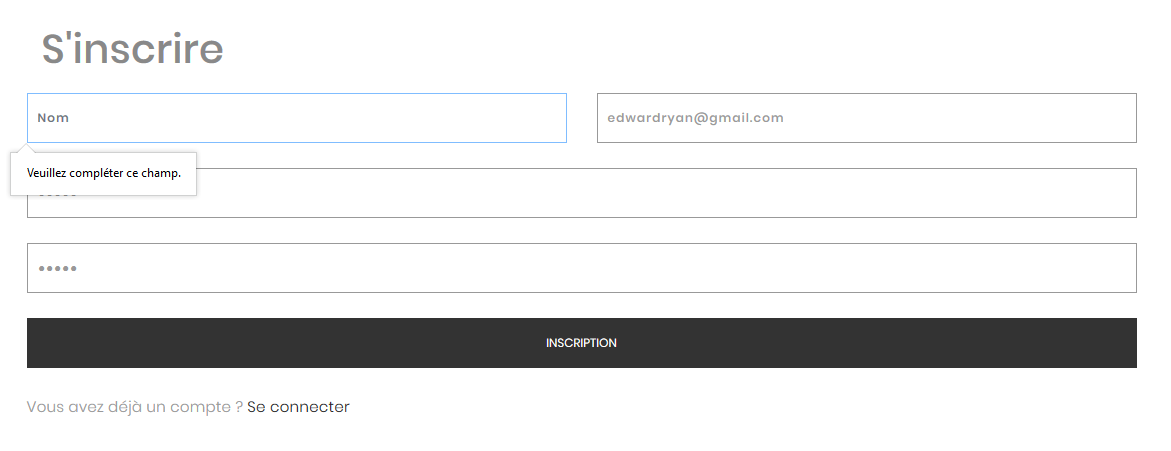 S'inscrire
Nom
edwardryan@gmail.com
Veuillez compléter ce champ.
•••••
INSCRIPTION
Vous avez déjà un compte ? Se connecter